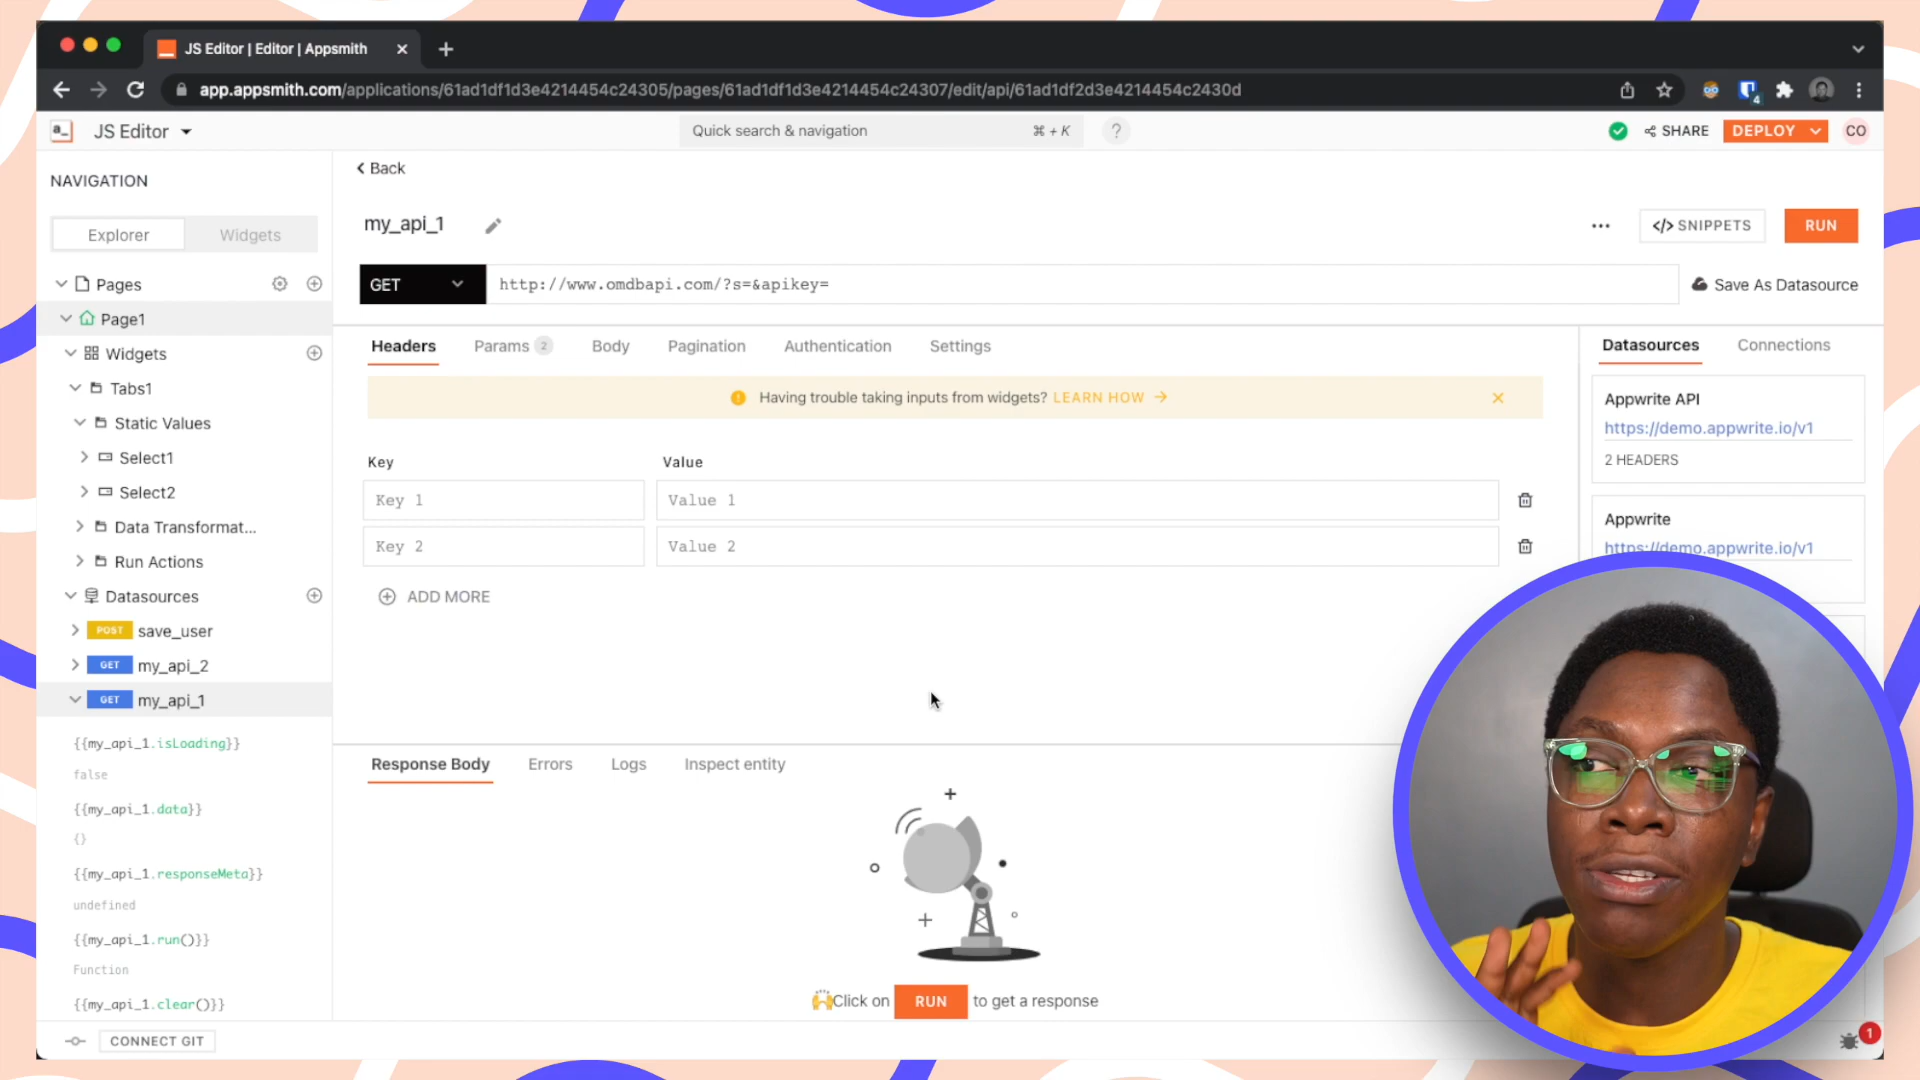 JS Editor | Editor | Appsmith
app.appsmith.com/applications/61ad1df1d3e4214454c24305/pages/61ad1df1d3e4214454c24307/edit/api/61ad1df2d3e4214454c2430d
4
a_
JS Editor
Quick search & navigation
⌘ + K
?
SHARE
DEPLOY
CO
NAVIGATION
Explorer
Widgets
Pages
Page1
Widgets
Tabs1
Static Values
Select1
Select2
Data Transformat...
Run Actions
Datasources
POST save_user
GET my_api_2
GET my_api_1
{{my_api_1.isLoading}}
false
{{my_api_1.data}}
{}
{{my_api_1.responseMeta}}
undefined
{{my_api_1.run()}}
Function
{{my_api_1.clear()}}
CONNECT GIT
Back
my_api_1
</> SNIPPETS
RUN
GET
http://www.omdbapi.com/?s=&apikey=
Save As Datasource
Headers
Params 2
Body
Pagination
Authentication
Settings
Having trouble taking inputs from widgets? LEARN HOW
Key
Value
Key 1
Value 1
Key 2
Value 2
ADD MORE
Response Body
Errors
Logs
Inspect entity
Click on RUN to get a response
Datasources
Connections
Appwrite API
https://demo.appwrite.io/v1
2 HEADERS
Appwrite
https://demo.appwrite.io/v1
1